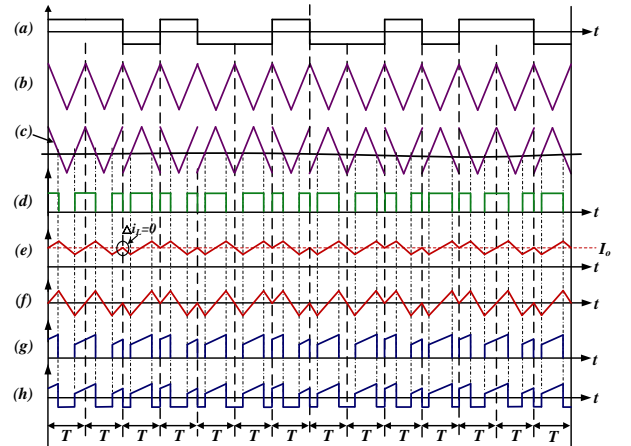 (a) t
(b)
(c)
(d) t
Δi_L=0
(e) I_o
t
(f) t
(g) t
(h) t
T T T T T T T T T T T T T T